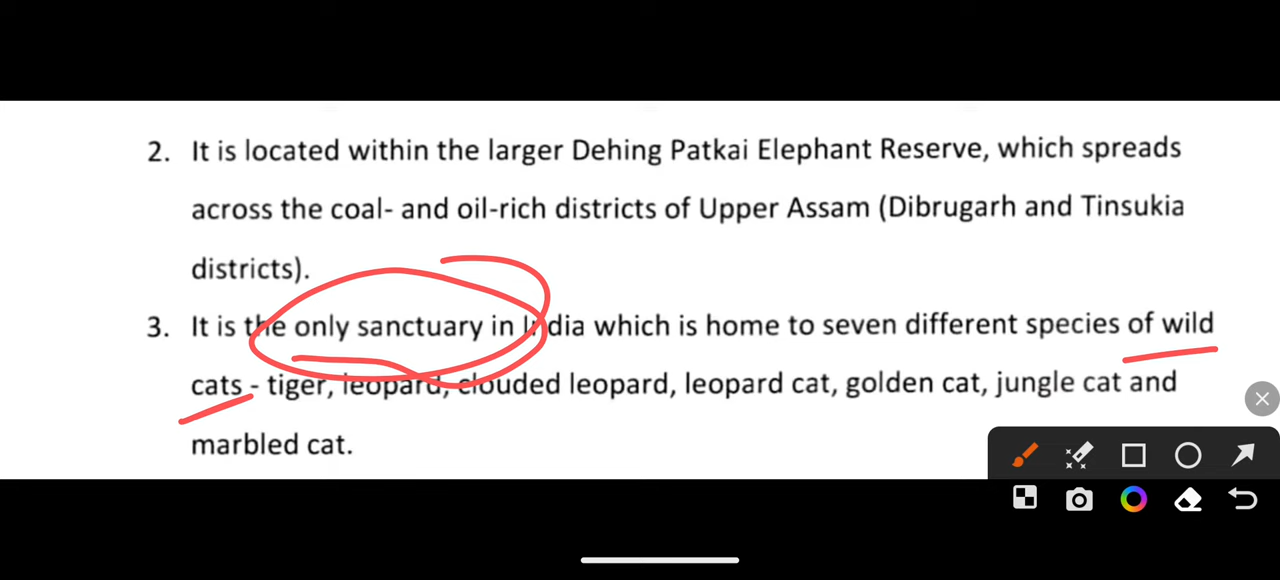 2. It is located within the larger Dehing Patkai Elephant Reserve, which spreads
across the coal- and oil-rich districts of Upper Assam (Dibrugarh and Tinsukia
districts).
3. It is the only sanctuary in India which is home to seven different species of wild
cats - tiger, leopard, clouded leopard, leopard cat, golden cat, jungle cat and
marbled cat.